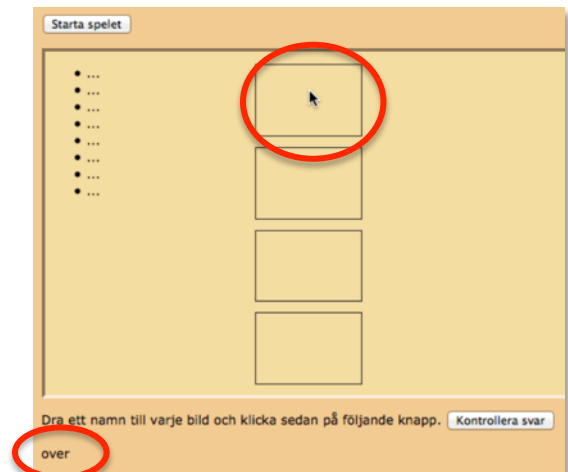 Starta spelet
• ...
• ...
• ...
• ...
• ...
• ...
• ...
• ...
Dra ett namn till varje bild och klicka sedan på följande knapp. Kontrollera svar
over